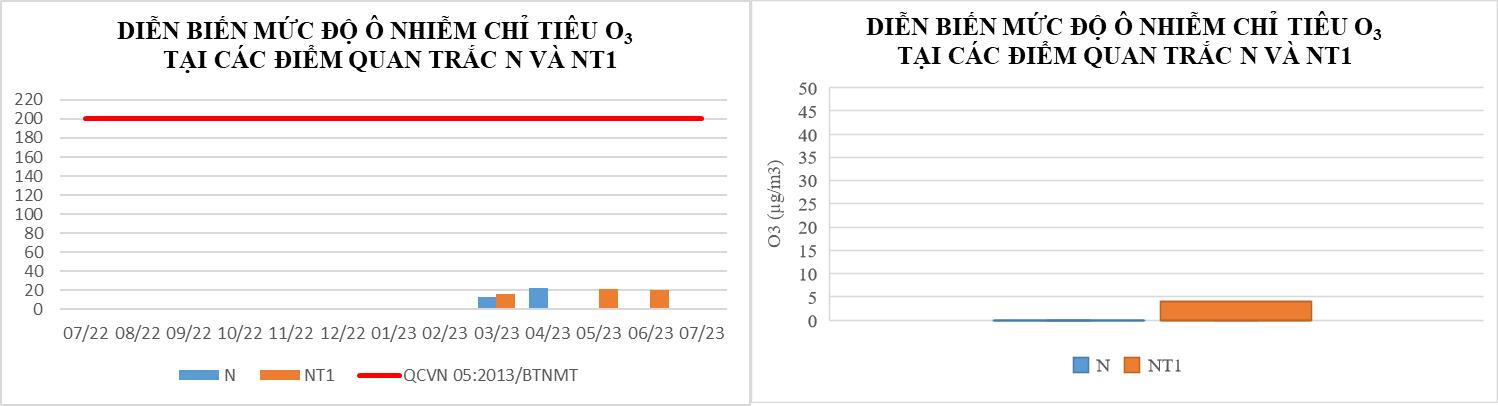 DIỄN BIẾN MỨC ĐỘ Ô NHIỄM CHỈ TIÊU O₃
TẠI CÁC ĐIỂM QUAN TRẮC N VÀ NT1
220
200
180
160
140
120
100
80
60
40
20
0
07/22 08/22 09/22 10/22 11/22 12/22 01/23 02/23 03/23 04/23 05/23 06/23 07/23
N NT1 QCVN 05:2013/BTNMT
DIỄN BIẾN MỨC ĐỘ Ô NHIỄM CHỈ TIÊU O₃
TẠI CÁC ĐIỂM QUAN TRẮC N VÀ NT1
O3 (µg/m3)
50
45
40
35
30
25
20
15
10
5
0
N NT1